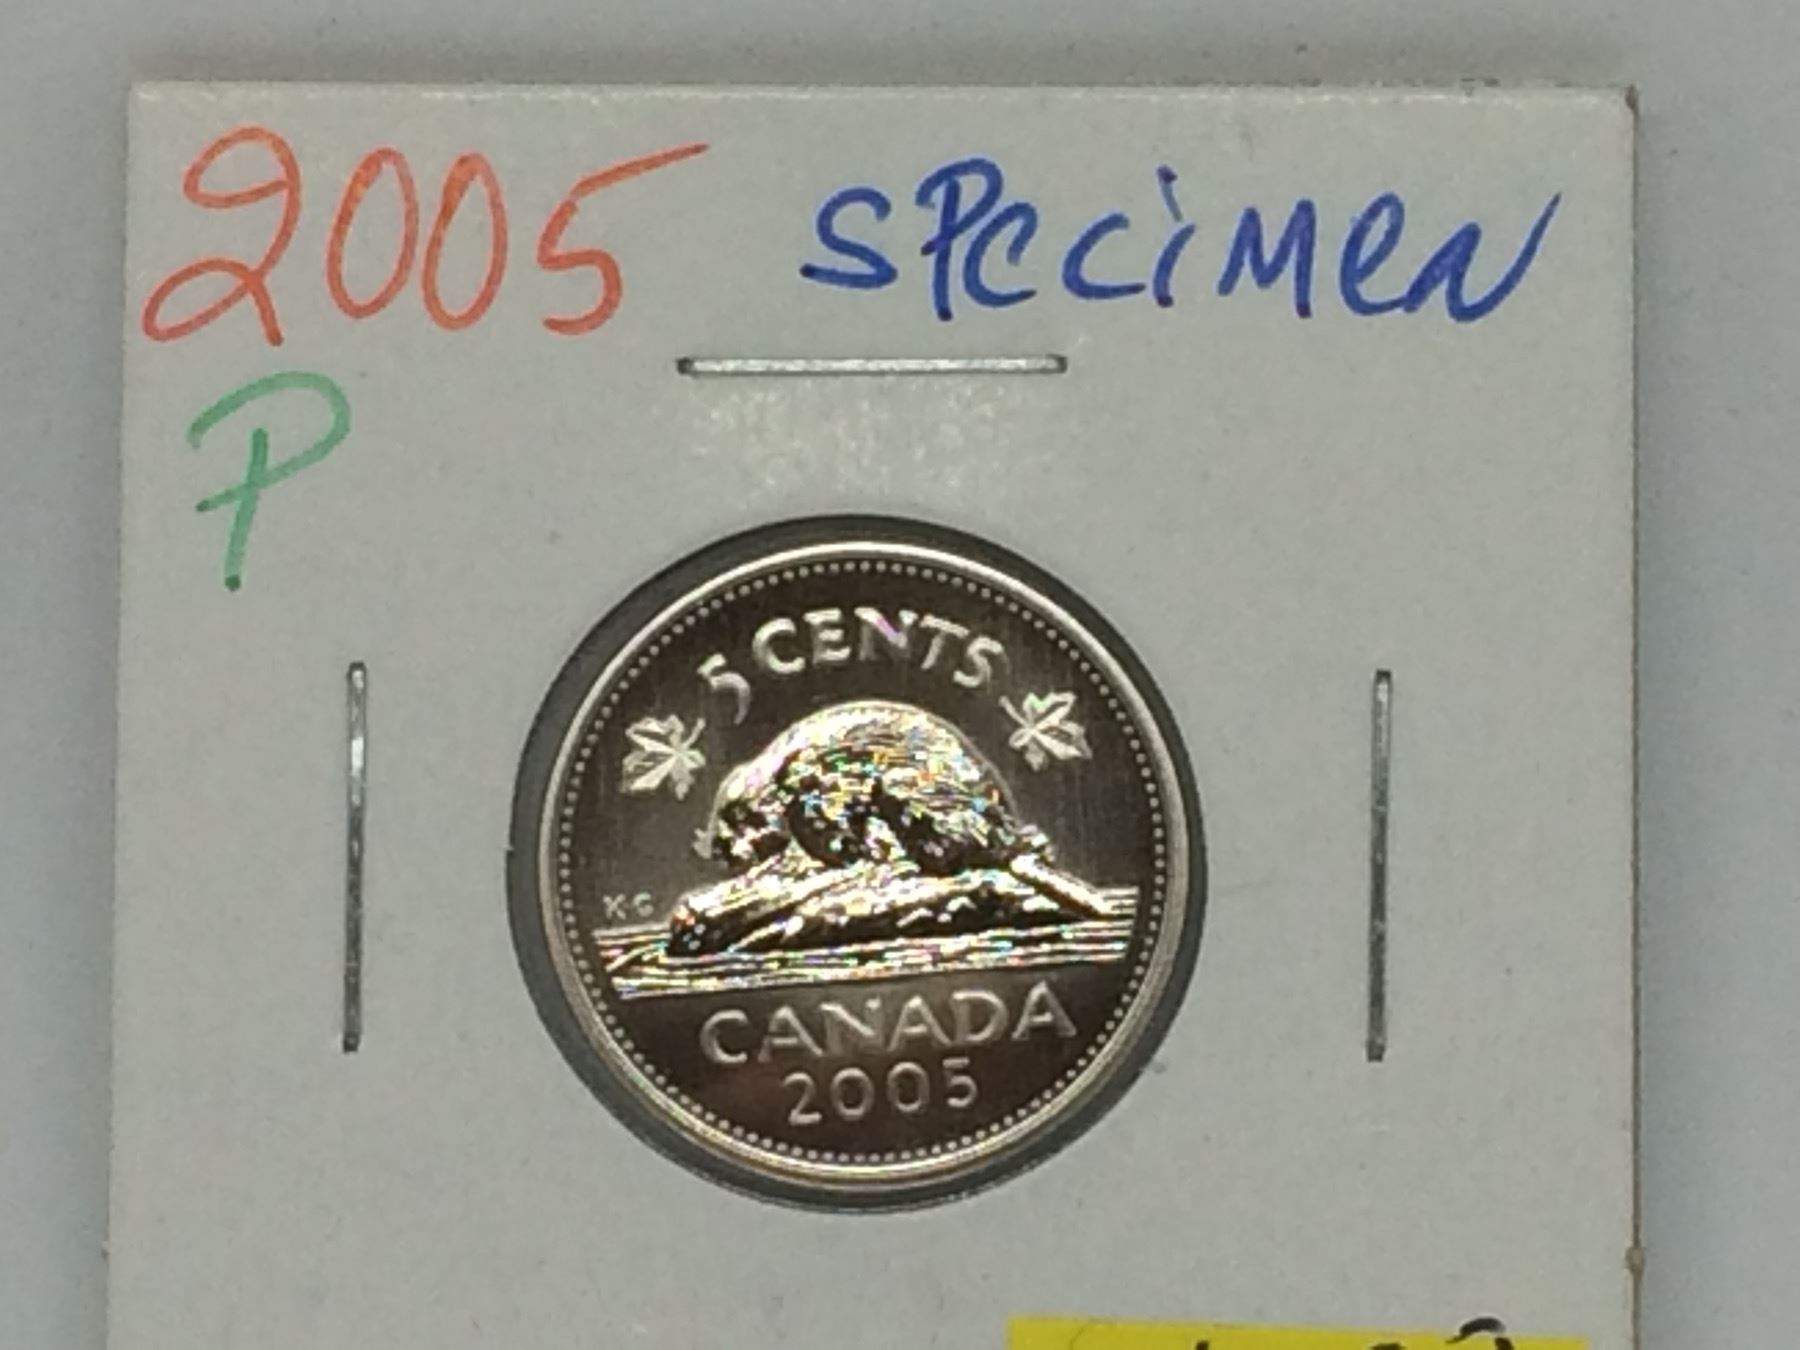 2005 SPecimen
P
5 CENTS
KG
CANADA
2005